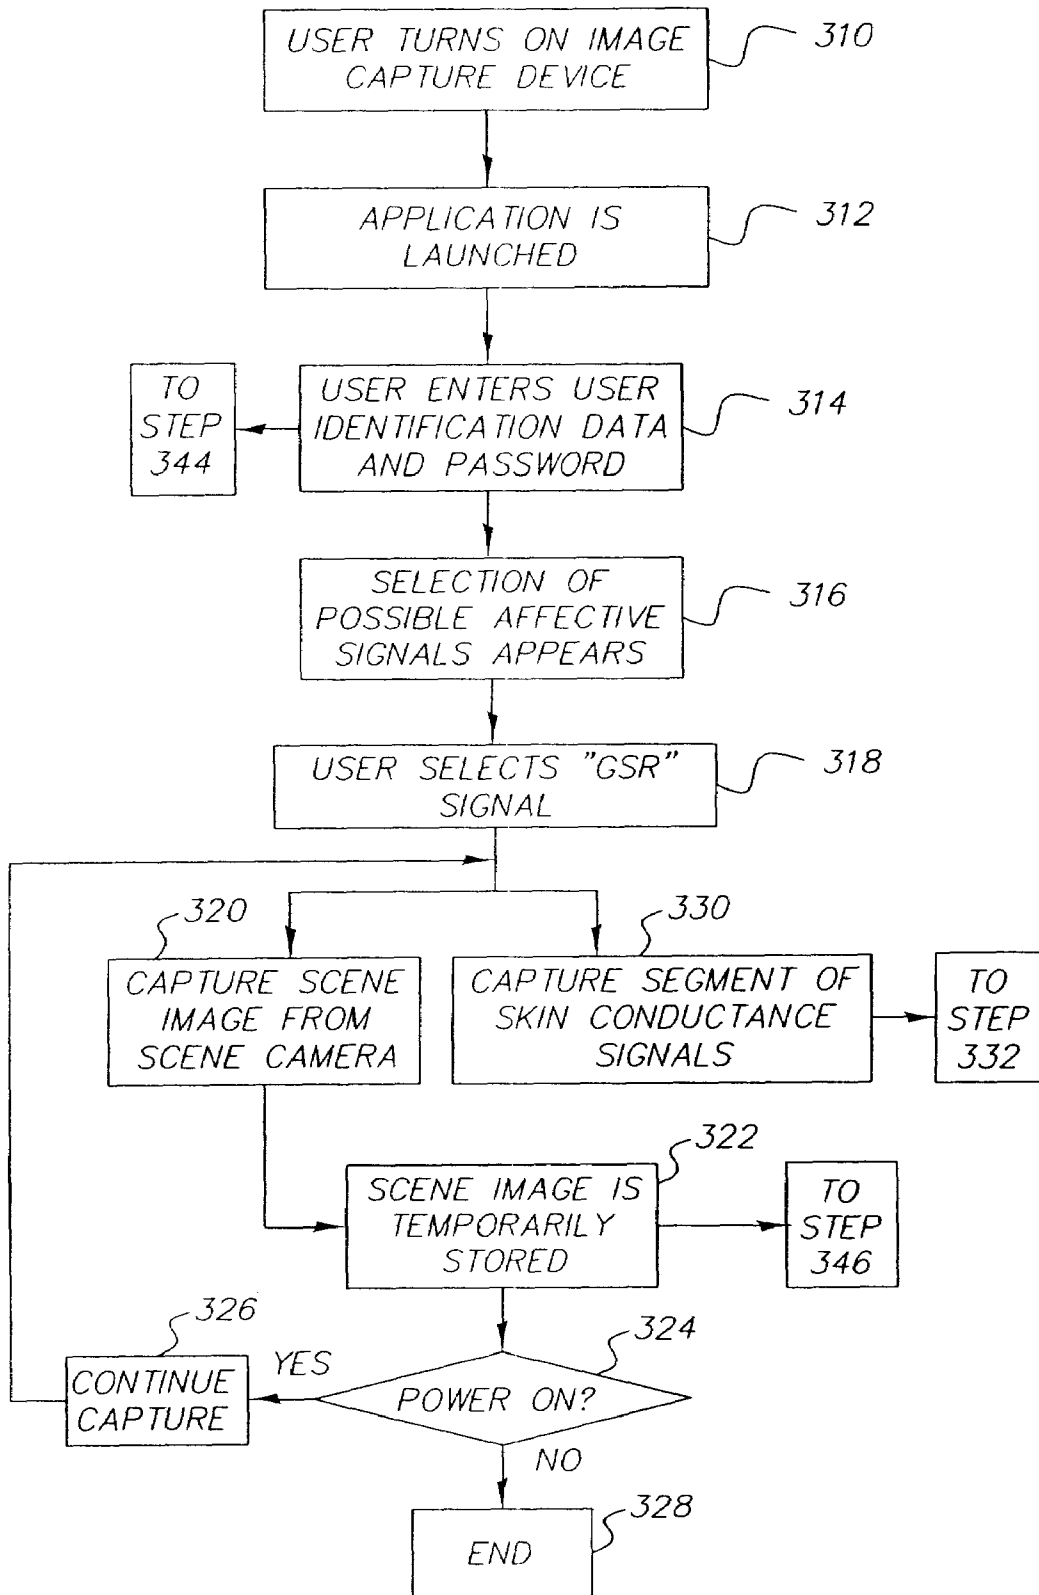 USER TURNS ON IMAGE
CAPTURE DEVICE
310
APPLICATION IS
LAUNCHED
312
TO
STEP
344
USER ENTERS USER
IDENTIFICATION DATA
AND PASSWORD
314
SELECTION OF
POSSIBLE AFFECTIVE
SIGNALS APPEARS
316
USER SELECTS "GSR"
SIGNAL
318
320
CAPTURE SCENE
IMAGE FROM
SCENE CAMERA
330
CAPTURE SEGMENT OF
SKIN CONDUCTANCE
SIGNALS
TO
STEP
332
322
SCENE IMAGE IS
TEMPORARILY
STORED
TO
STEP
346
326
CONTINUE
CAPTURE
YES
324
POWER ON?
NO
328
END